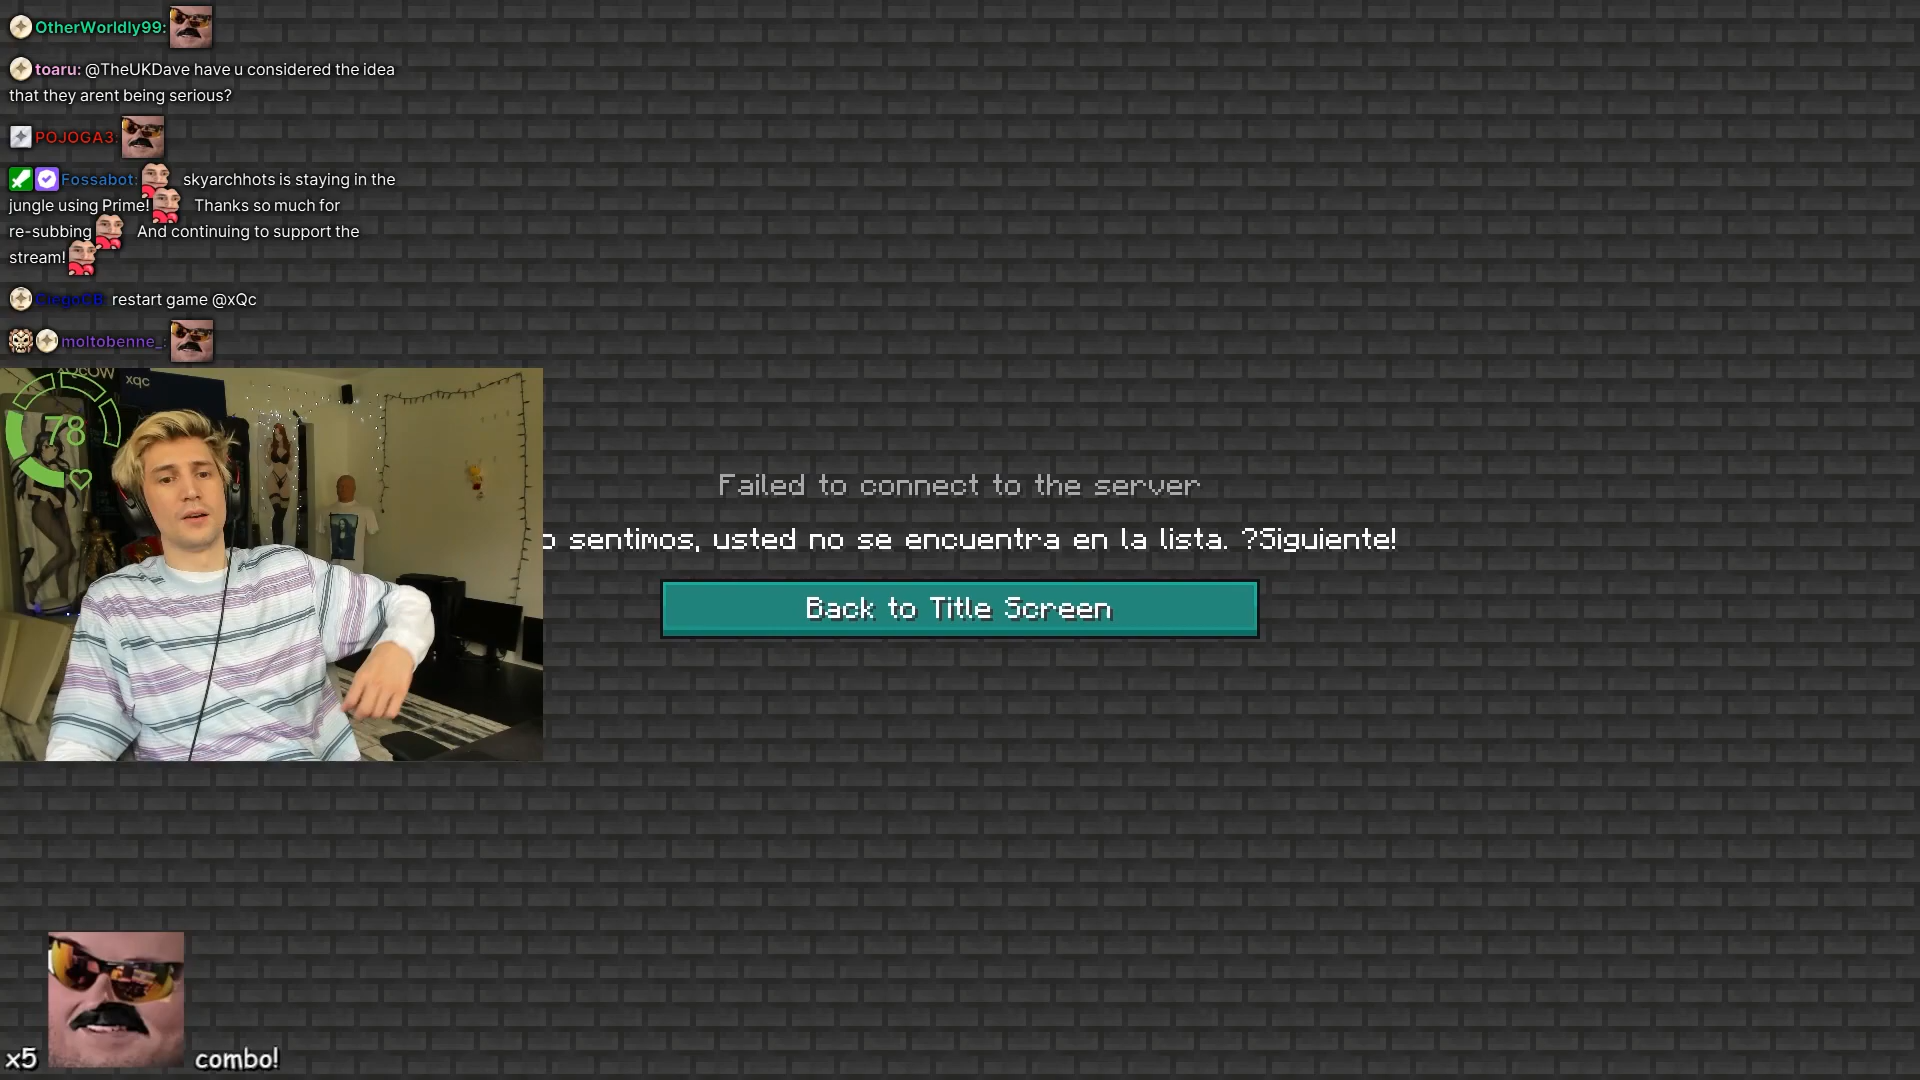 OtherWorldly99:
toaru: @TheUKDave have u considered the idea
that they arent being serious?
POJOGA3:
Fossabot: skyarchhots is staying in the
jungle using Prime! Thanks so much for
re-subbing And continuing to support the
stream!
CieguCB: restart game @xQc
moltobenne_:
xQcOW
xqc
78
Failed to connect to the server
o sentimos, usted no se encuentra en la lista. ?Siguiente!
Back to Title Screen
x5 combo!